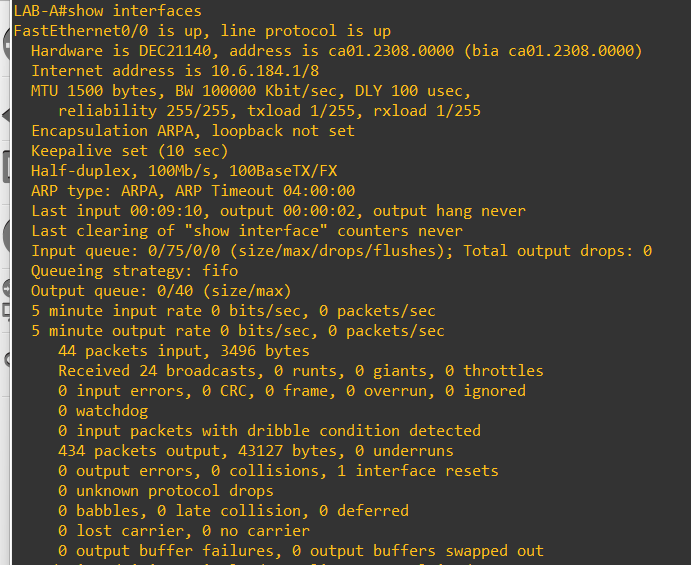 LAB-A#show interfaces
FastEthernet0/0 is up, line protocol is up
Hardware is DEC21140, address is ca01.2308.0000 (bia ca01.2308.0000)
Internet address is 10.6.184.1/8
MTU 1500 bytes, BW 100000 Kbit/sec, DLY 100 usec,
reliability 255/255, txload 1/255, rxload 1/255
Encapsulation ARPA, loopback not set
Keepalive set (10 sec)
Half-duplex, 100Mb/s, 100BaseTX/FX
ARP type: ARPA, ARP Timeout 04:00:00
Last input 00:09:10, output 00:00:02, output hang never
Last clearing of "show interface" counters never
Input queue: 0/75/0/0 (size/max/drops/flushes); Total output drops: 0
Queueing strategy: fifo
Output queue: 0/40 (size/max)
5 minute input rate 0 bits/sec, 0 packets/sec
5 minute output rate 0 bits/sec, 0 packets/sec
44 packets input, 3496 bytes
Received 24 broadcasts, 0 runts, 0 giants, 0 throttles
0 input errors, 0 CRC, 0 frame, 0 overrun, 0 ignored
0 watchdog
0 input packets with dribble condition detected
434 packets output, 43127 bytes, 0 underruns
0 output errors, 0 collisions, 1 interface resets
0 unknown protocol drops
0 babbles, 0 late collision, 0 deferred
0 lost carrier, 0 no carrier
0 output buffer failures, 0 output buffers swapped out